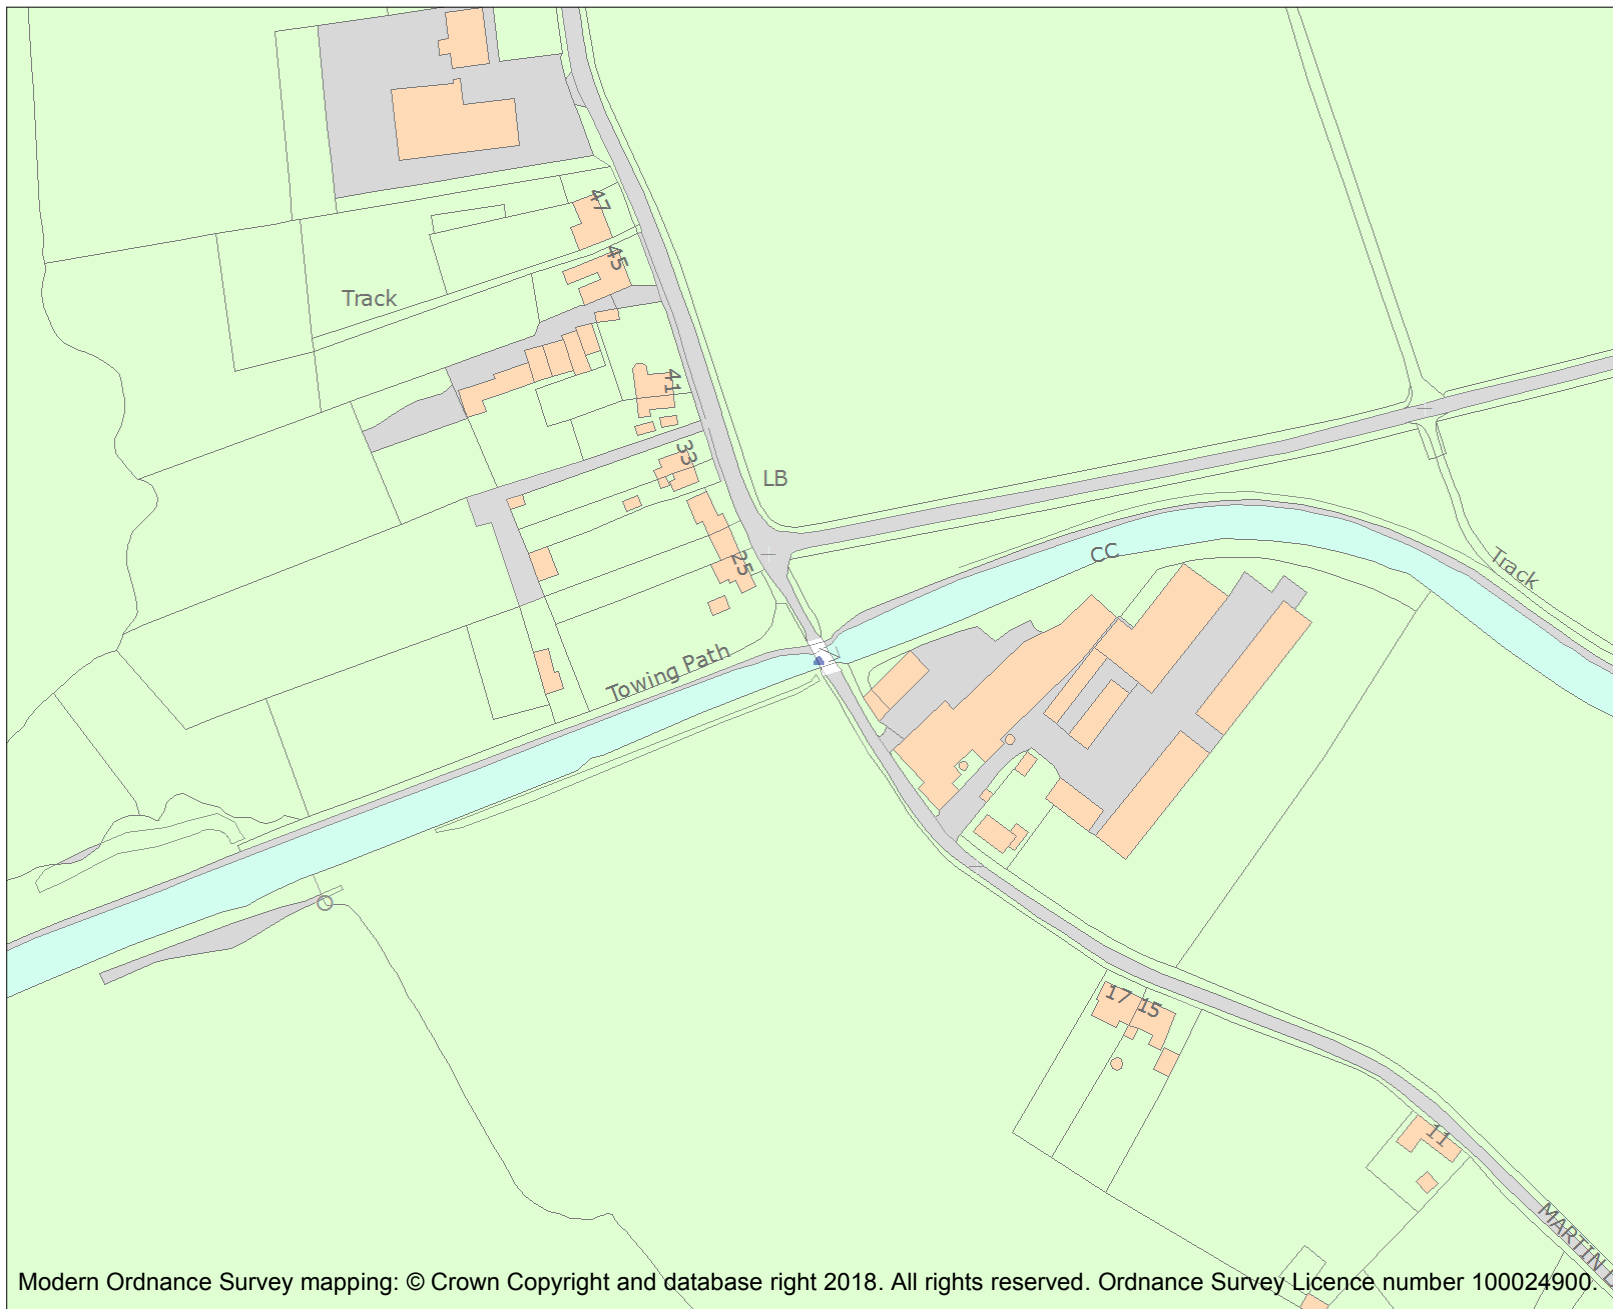 47
45
Track
41
33
LB
25
CC
Track
Towing Path
17 15
11
MARTIN
Modern Ordnance Survey mapping: © Crown Copyright and database right 2018. All rights reserved. Ordnance Survey Licence number 100024900.